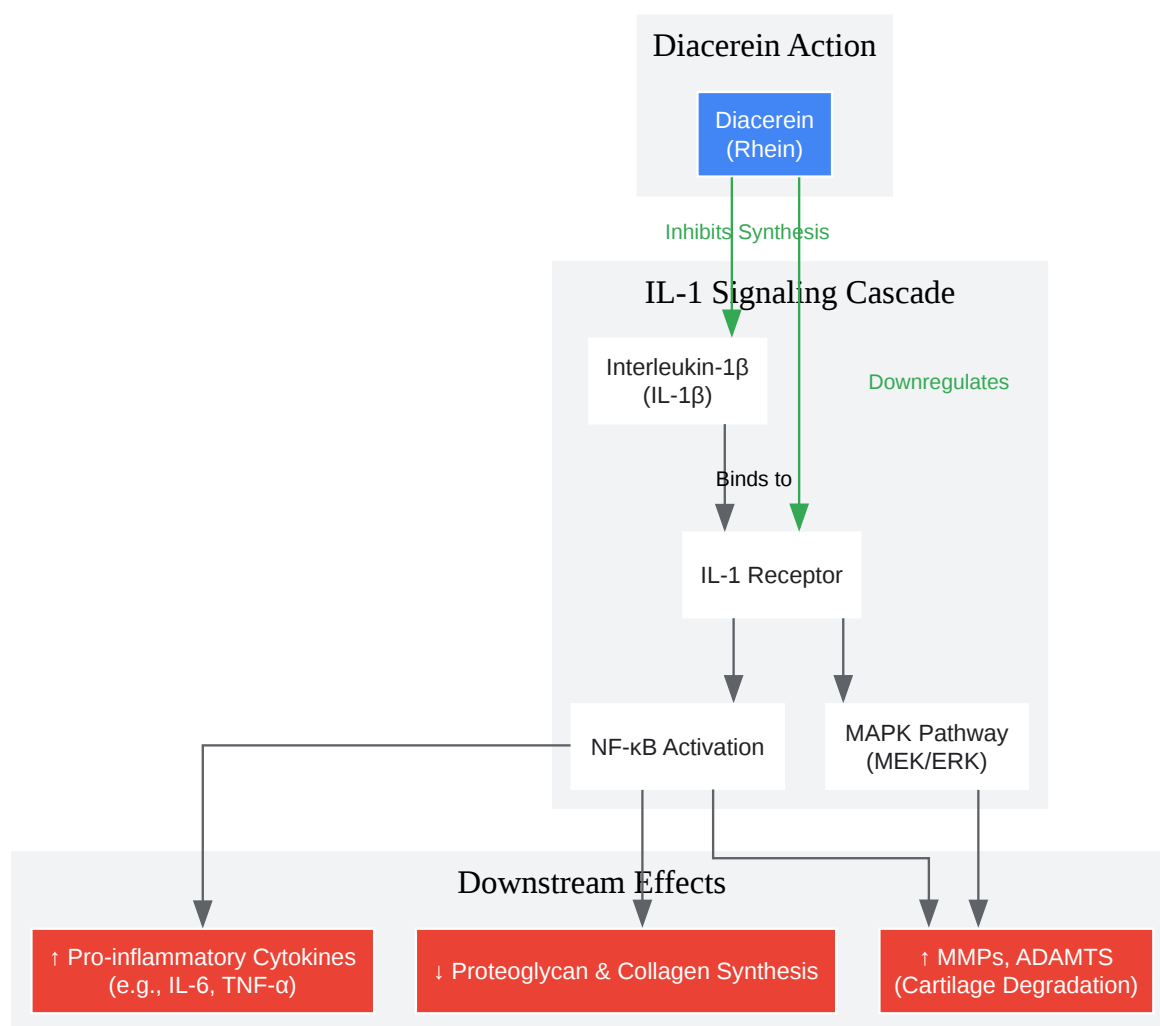 Diacerein Action
Diacerein
(Rhein)
Inhibits Synthesis
IL-1 Signaling Cascade
Interleukin-1β
(IL-1β)
Downregulates
Binds to
IL-1 Receptor
NF-κB Activation
MAPK Pathway
(MEK/ERK)
Downstream Effects
↑ Pro-inflammatory Cytokines
(e.g., IL-6, TNF-α)
↓ Proteoglycan & Collagen Synthesis
↑ MMPs, ADAMTS
(Cartilage Degradation)